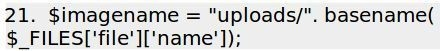 21. $imagename = "uploads/". basename(
$_FILES['file']['name']);